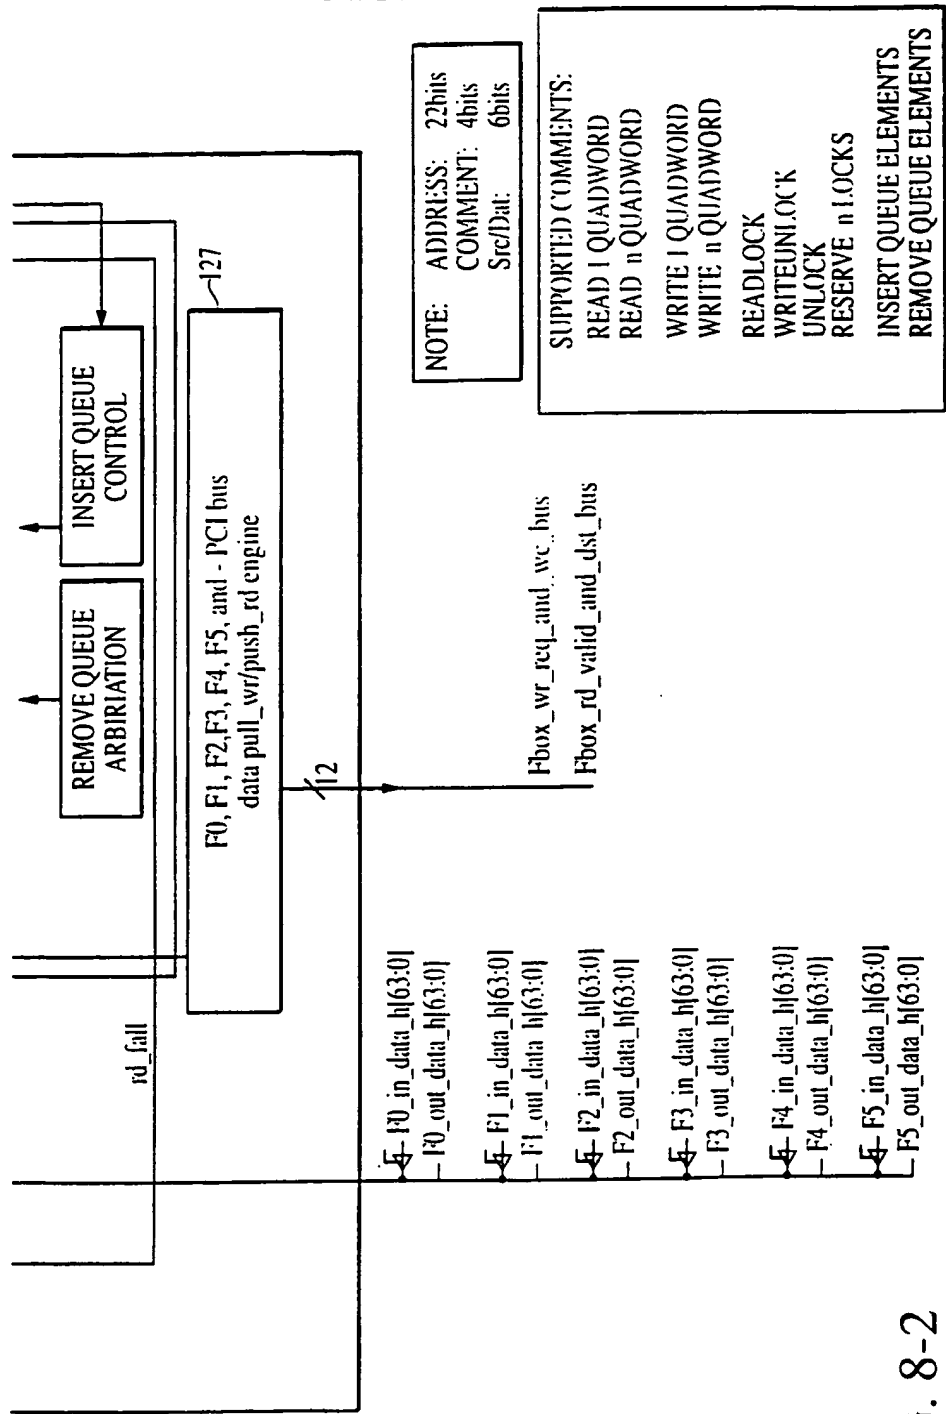 INSERT QUEUE
CONTROL
REMOVE QUEUE
ARBIRIATION
rd_fall
127
F0, F1, F2,F3, F4, F5, and - PCI bus
data pull_wr/push_rd engine
12
Fbox_wr_req_and_wc_bus
Fbox_rd_valid_and_dst_bus
F0_in_data_h[63:0]
F0_out_data_h[63:0]
F1_in_data_h[63:0]
F1_out_data h[63:0]
F2_in_data_h[63:0]
F2_out_data_h[63:0]
F3_in_data_h[63:0]
F3_out_data_h[63:0]
F4_in_data_h[63:0]
F4_out_data_h[63:0]
F5_in_data_h[63:0]
F5_out_data_h[63:0]
NOTE: ADDRESS: 22bits
COMMENT: 4bits
Src/Dat: 6bits
SUPPORTED COMMENTS:
READ 1 QUADWORD
READ n QUADWORD
WRITE 1 QUADWORD
WRITE n QUADWORD
READLOCK
WRITEUNLOCK
UNLOCK
RESERVE n LOCKS
INSERT QUEUE ELEMENTS
REMOVE QUEUE ELEMENTS
8-2